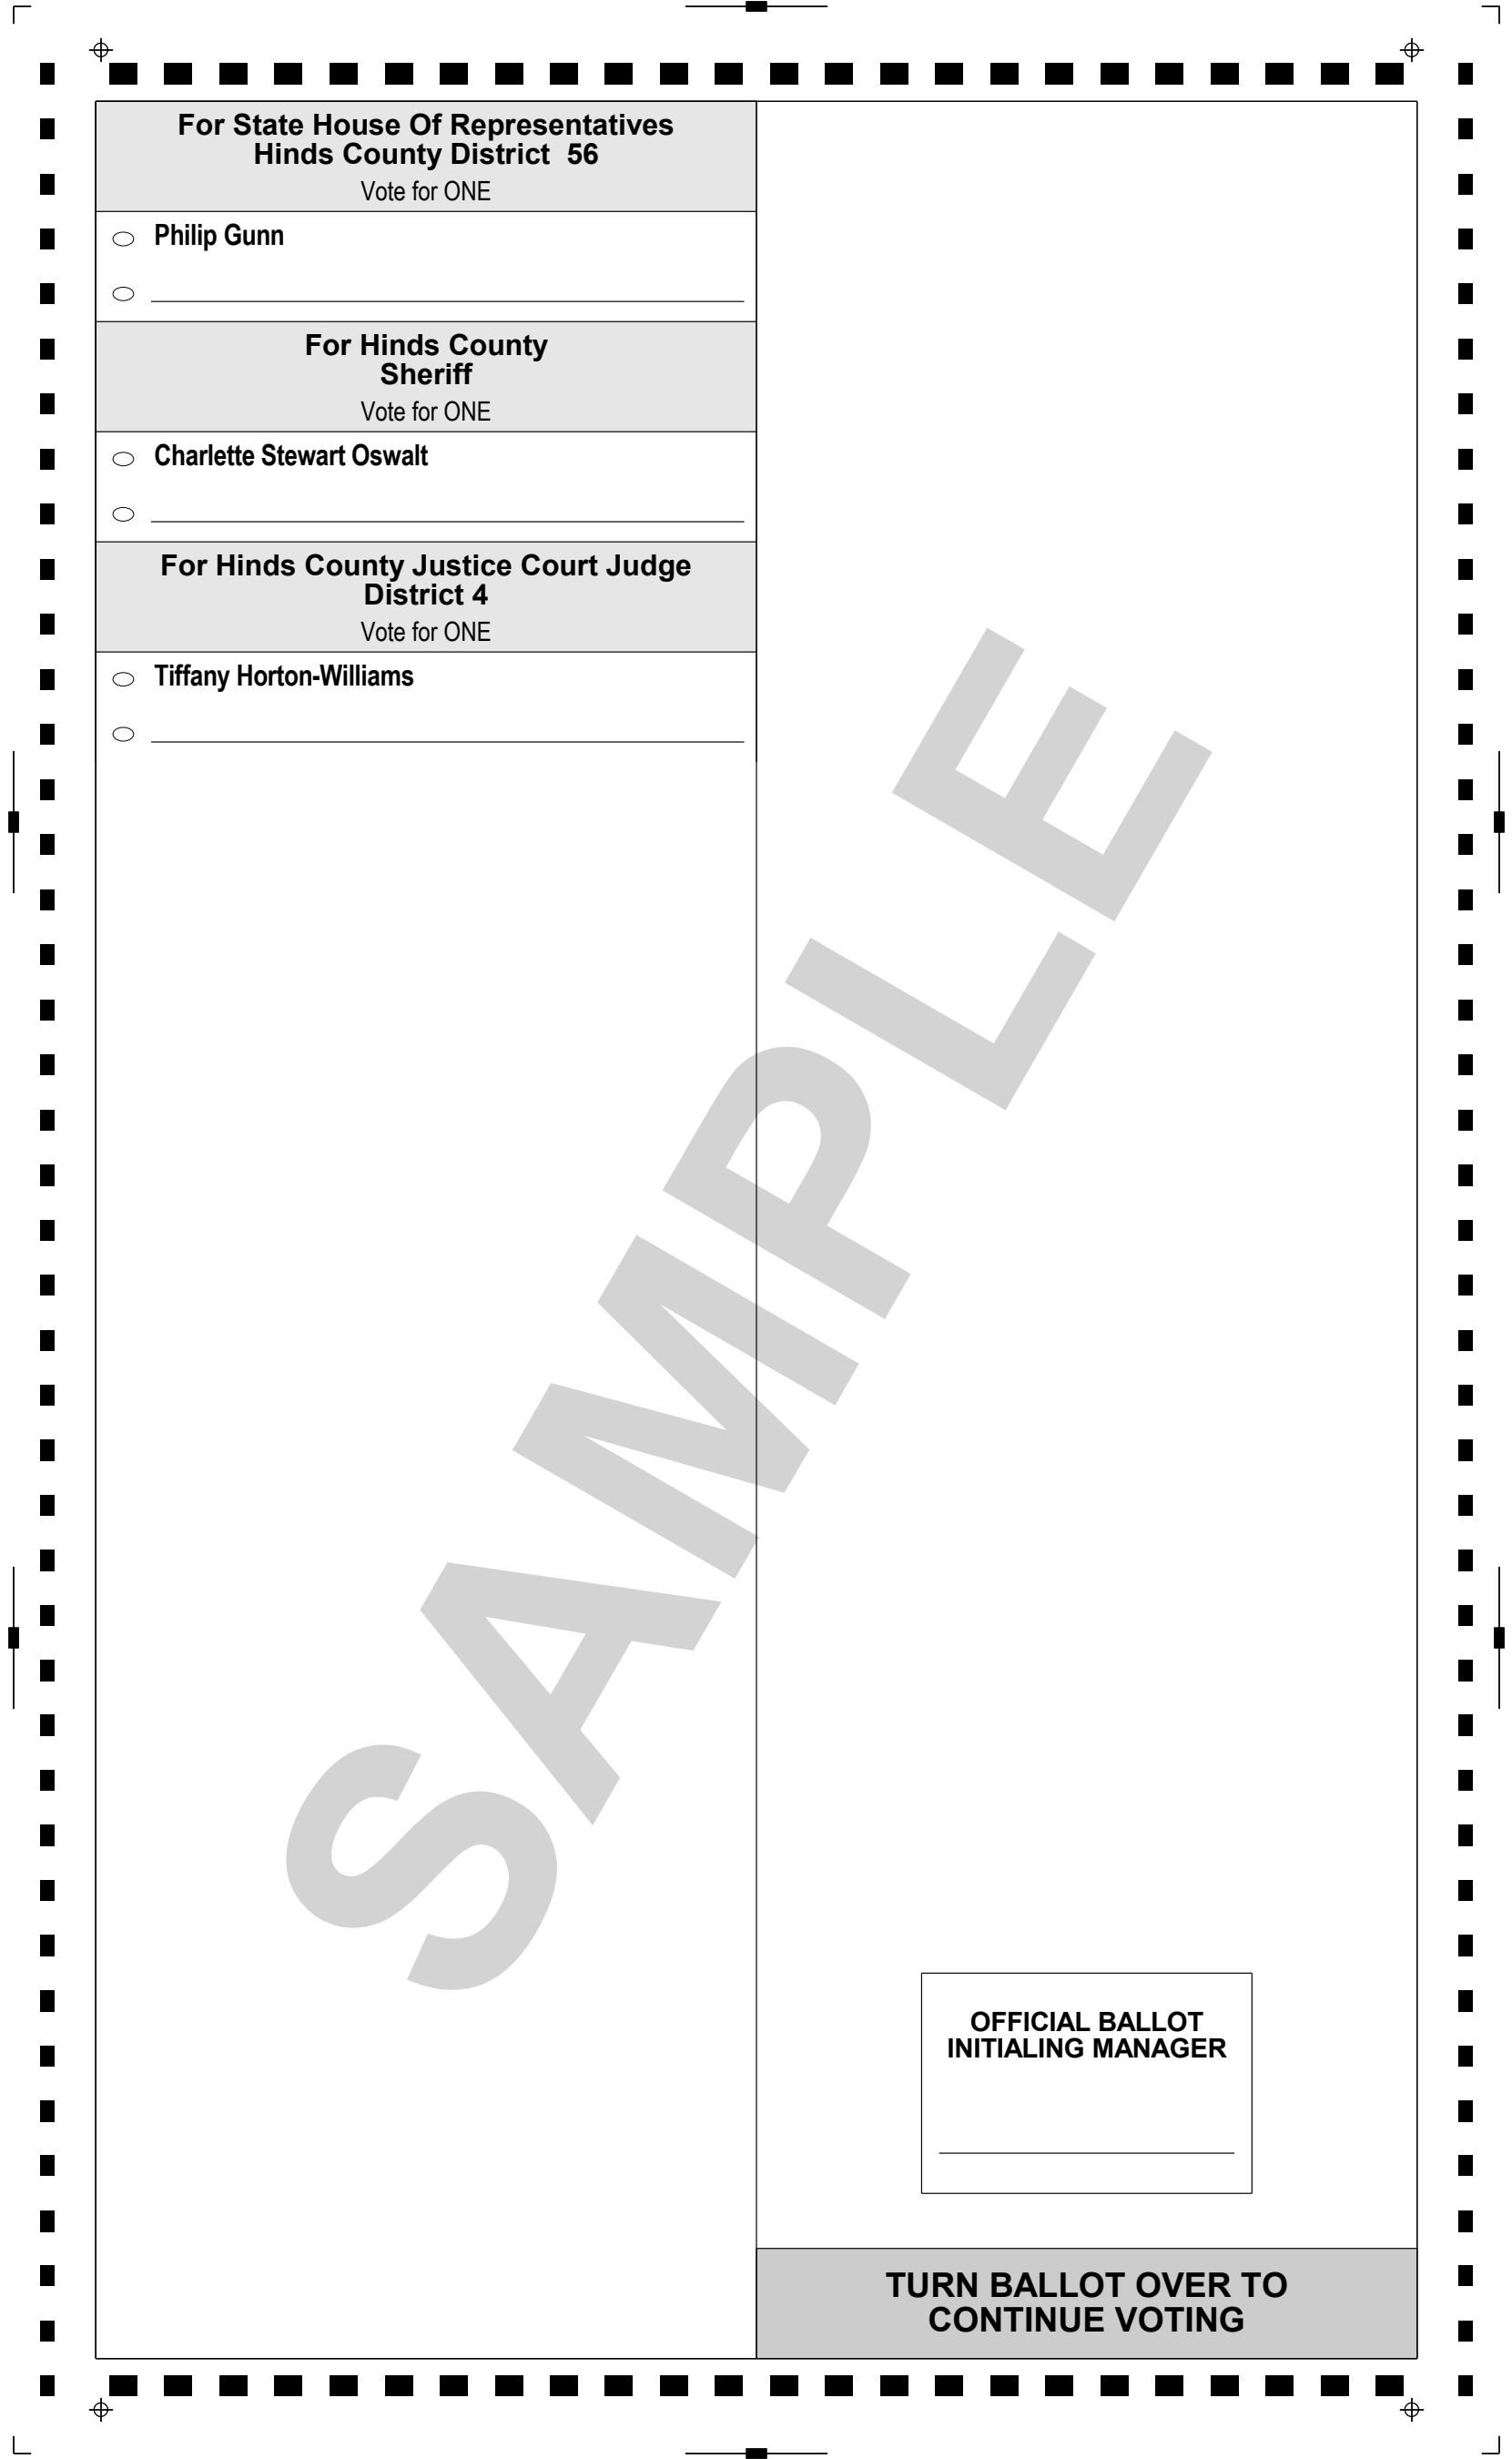 For State House Of Representatives
Hinds County District 56
Vote for ONE
Philip Gunn
For Hinds County
Sheriff
Vote for ONE
Charlette Stewart Oswalt
For Hinds County Justice Court Judge
District 4
Vote for ONE
Tiffany Horton-Williams
SAMPLE
OFFICIAL BALLOT
INITIALING MANAGER
TURN BALLOT OVER TO
CONTINUE VOTING